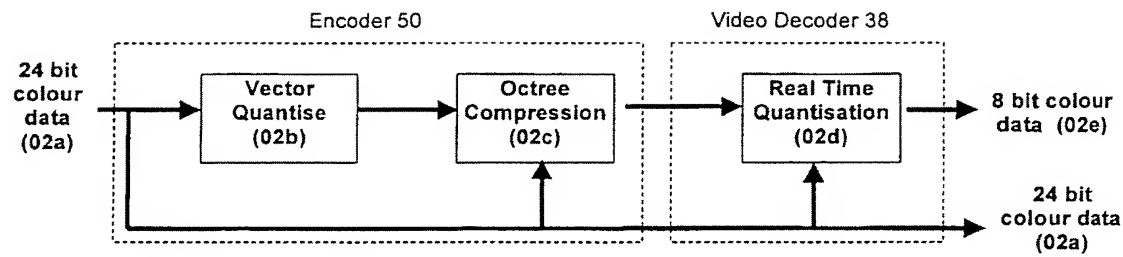 Encoder 50
Video Decoder 38
24 bit
colour
data
(02a)
Vector
Quantise
(02b)
Octree
Compression
(02c)
Real Time
Quantisation
(02d)
8 bit colour
data (02e)
24 bit
colour data
(02a)